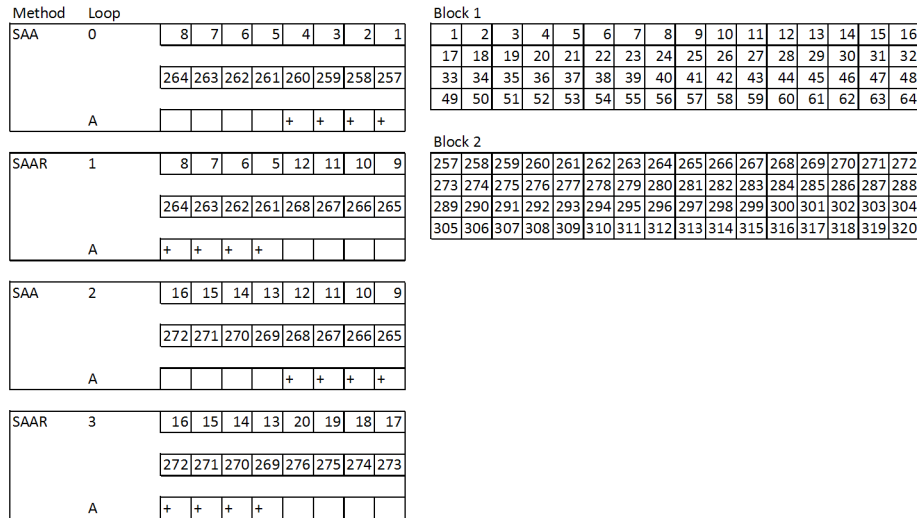 Method Loop
SAA 0 8 7 6 5 4 3 2 1
264 263 262 261 260 259 258 257
A + + + +
SAAR 1 8 7 6 5 12 11 10 9
264 263 262 261 268 267 266 265
A + + + +
SAA 2 16 15 14 13 12 11 10 9
272 271 270 269 268 267 266 265
A + + + +
SAAR 3 16 15 14 13 20 19 18 17
272 271 270 269 276 275 274 273
A + + + +
Block 1
1 2 3 4 5 6 7 8 9 10 11 12 13 14 15 16
17 18 19 20 21 22 23 24 25 26 27 28 29 30 31 32
33 34 35 36 37 38 39 40 41 42 43 44 45 46 47 48
49 50 51 52 53 54 55 56 57 58 59 60 61 62 63 64
Block 2
257 258 259 260 261 262 263 264 265 266 267 268 269 270 271 272
273 274 275 276 277 278 279 280 281 282 283 284 285 286 287 288
289 290 291 292 293 294 295 296 297 298 299 300 301 302 303 304
305 306 307 308 309 310 311 312 313 314 315 316 317 318 319 320